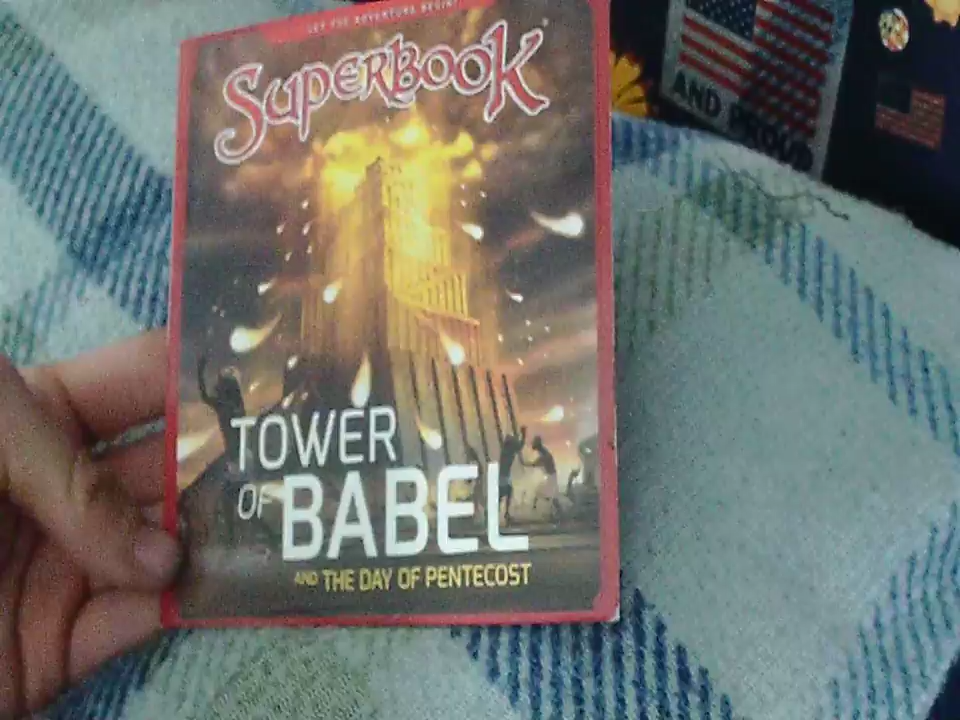 LET THE ADVENTURE BEGIN!
SUPERBOOK
TOWER
OF BABEL
AND THE DAY OF PENTECOST
AND PROUD